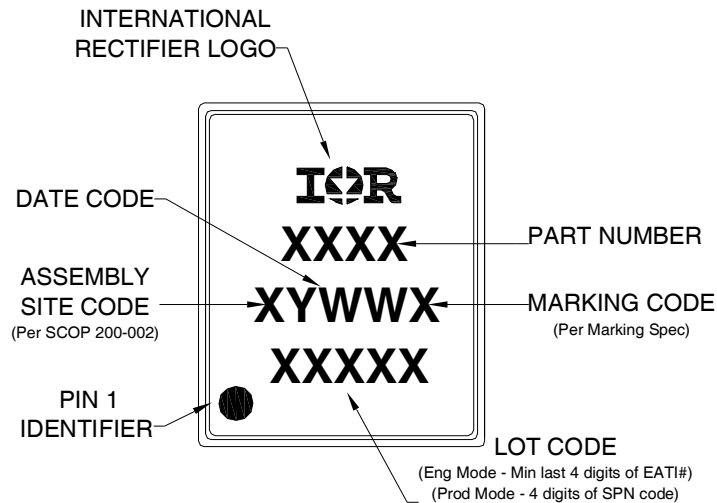 INTERNATIONAL
RECTIFIER LOGO
IOR
DATE CODE
XXXX
PART NUMBER
ASSEMBLY
SITE CODE
(Per SCOP 200-002)
XYWWX
MARKING CODE
(Per Marking Spec)
XXXXX
PIN 1
IDENTIFIER
LOT CODE
(Eng Mode - Min last 4 digits of EATI#)
(Prod Mode - 4 digits of SPN code)